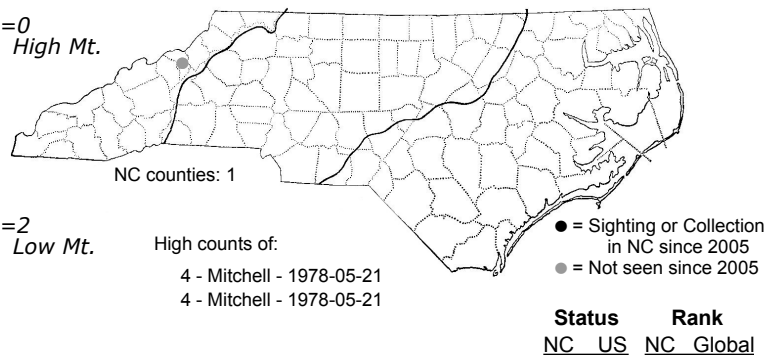 =0
High Mt.
NC counties: 1
=2
Low Mt.
High counts of:
4 - Mitchell - 1978-05-21
4 - Mitchell - 1978-05-21
● = Sighting or Collection
in NC since 2005
● = Not seen since 2005
Status Rank
NC US NC Global